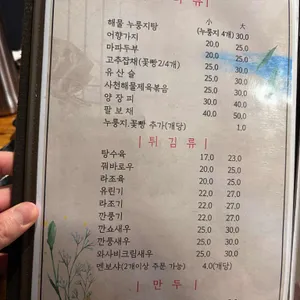 소 大
해물 누룽지탕 (누룽지 4개) 30,0
어향가지 20,0 30,0
마파두부 20,0 25,0
고추잡채(꽃빵2/4개) 20,0 30,0
유산슬 25,0 35,0
사천해물제육볶음 25,0 30,0
양장피 30,0 40,0
팔보채 40,0 50,0
누룽지,꽃빵 추가(개당) 1,0
| 튀김류 |
탕수육 17,0 23,0
꿔바로우 20,0 25,0
라조육 20,0 25,0
유린기 22,0 27,0
라조기 22,0 27,0
깐풍기 22,0 27,0
깐쇼새우 25,0 30,0
깐풍새우 25,0 30,0
와사비크림새우 25,0 30,0
멘보샤(2개이상 주문 가능) 4,0(개당)
| 만두 |